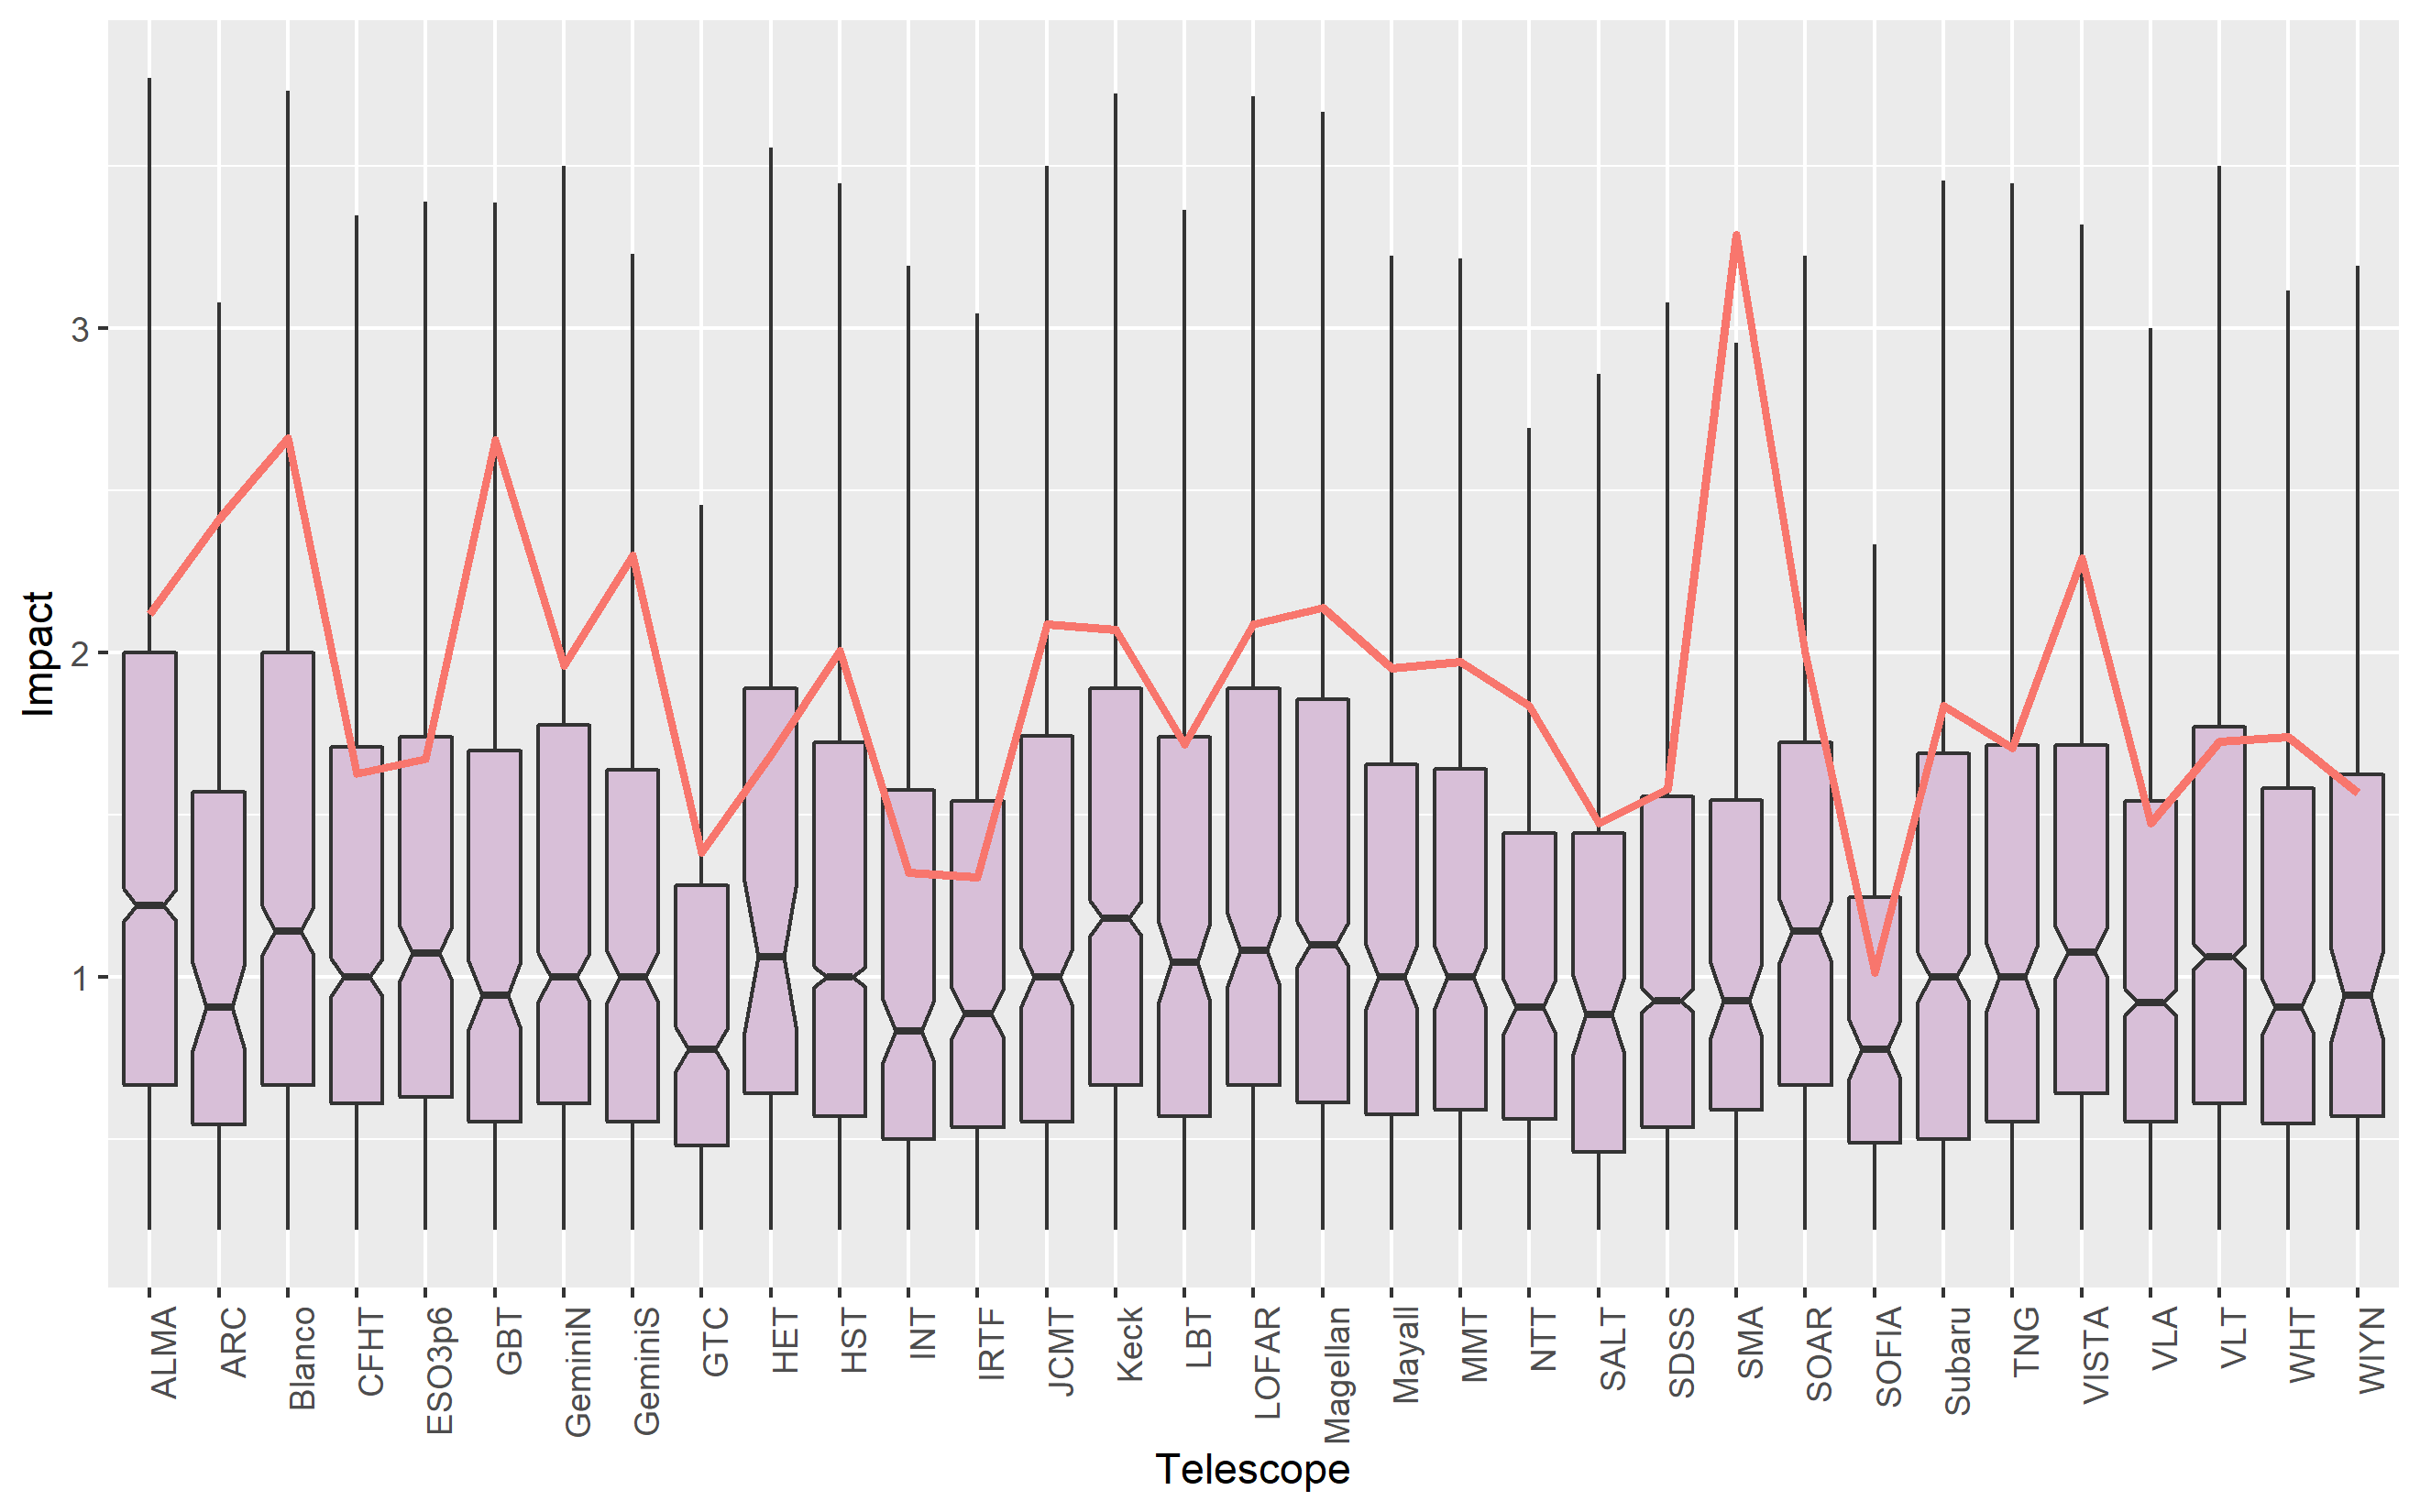 Impact
3
2
1
ALMA
ARC
Blanco
CFHT
ESO3p6
GBT
GeminiN
GeminiS
GTC
HET
HST
INT
IRTF
JCMT
Keck
LBT
LOFAR
Magellan
Mayall
MMT
NTT
SALT
SDSS
SMA
SOAR
SOFIA
Subaru
TNG
VISTA
VLA
VLT
WHT
WIYN
Telescope